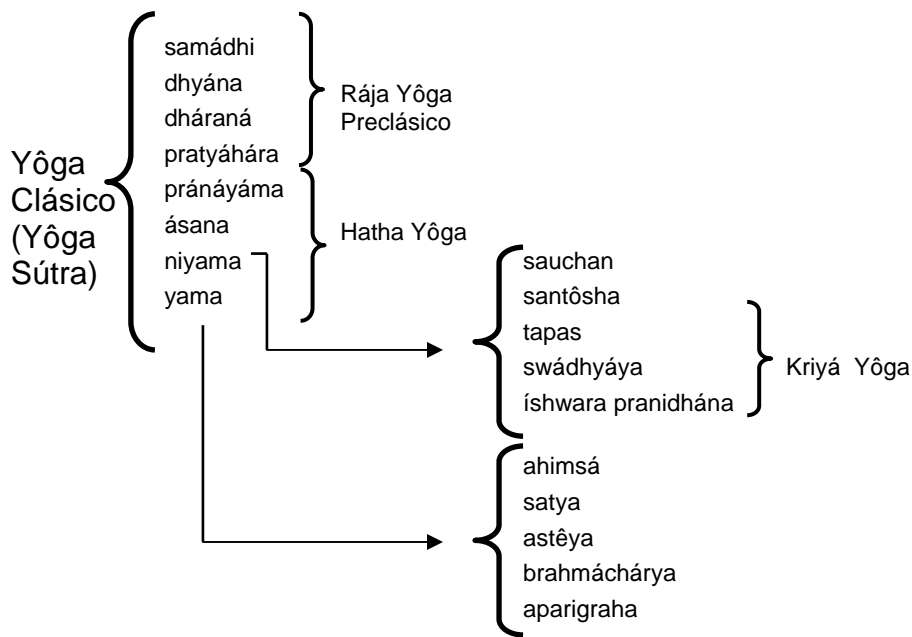 Yôga
Clásico
(Yôga
Sútra)
samádhi
dhyána
dháraná
pratyáhára
pránáyáma
ásana
niyama
yama
Rája Yôga
Preclásico
Hatha Yôga
sauchan
santôsha
tapas
swádhyáya
íshwara pranidhána
Kriyá Yôga
ahimsá
satya
astêya
brahmáchárya
aparigraha